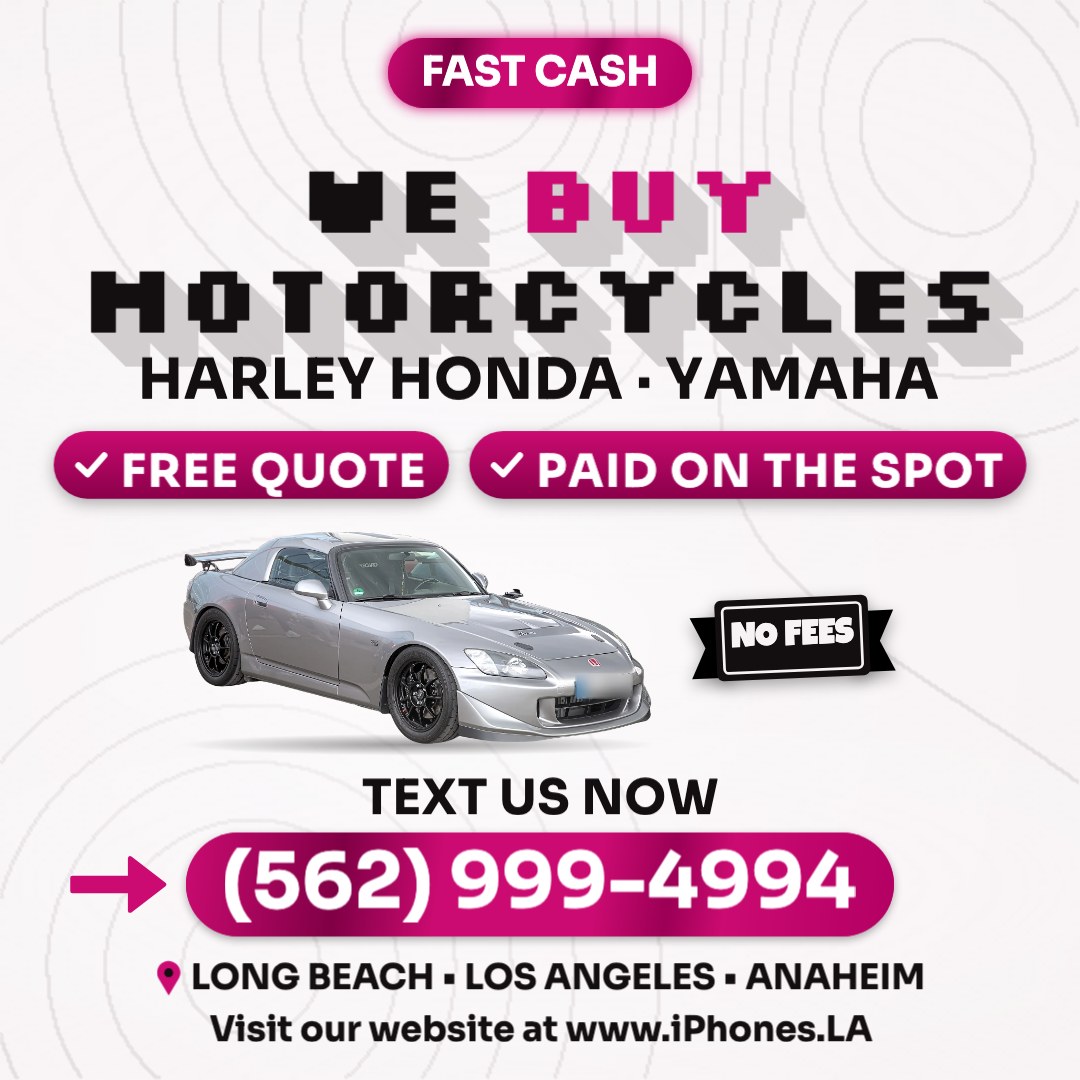 FAST CASH
WE BUY
MOTORCYCLES
HARLEY HONDA · YAMAHA
✓ FREE QUOTE
✓ PAID ON THE SPOT
NO FEES
TEXT US NOW
(562) 999-4994
LONG BEACH ▪ LOS ANGELES ▪ ANAHEIM
Visit our website at www.iPhones.LA